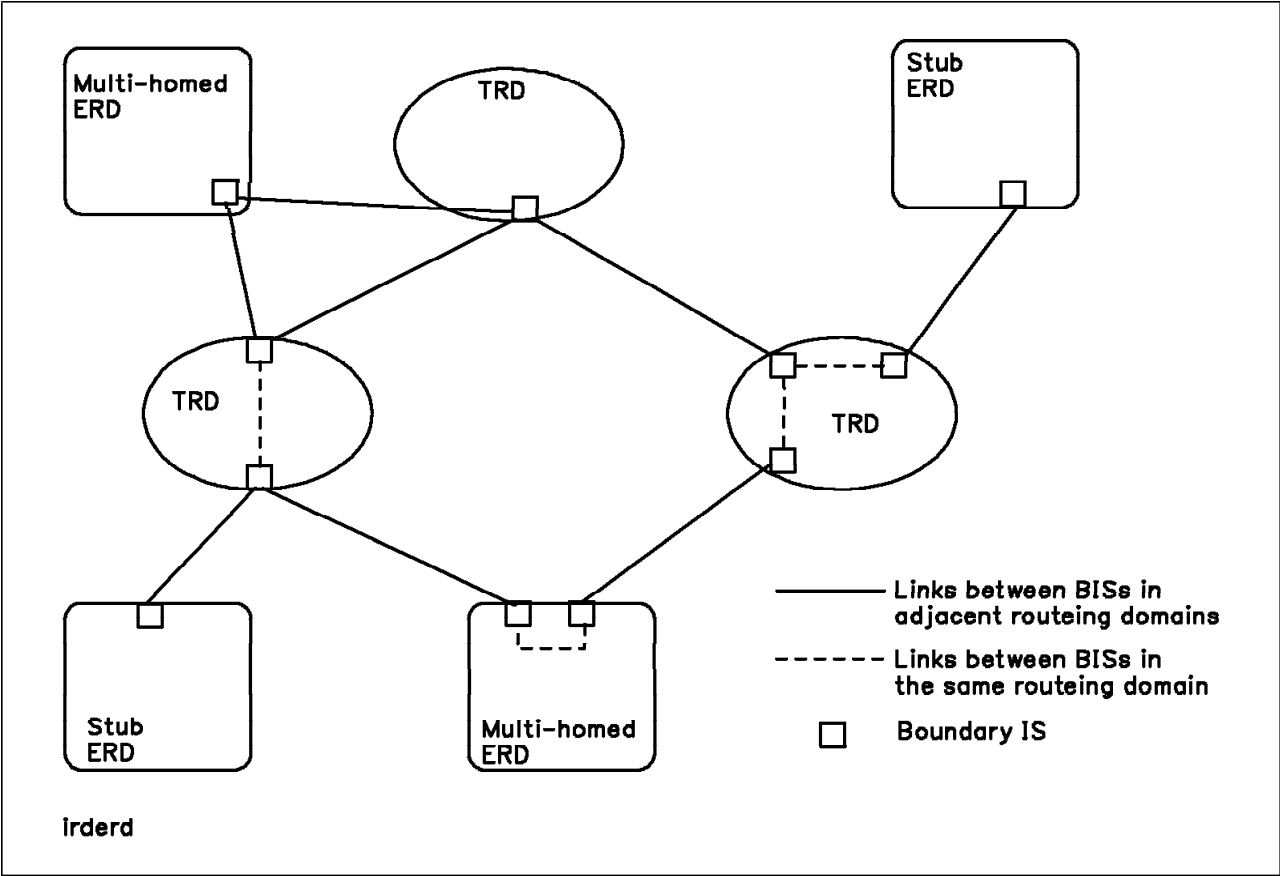 Multi-homed
ERD
TRD
Stub
ERD
TRD
TRD
Links between BISs in
adjacent routeing domains
Links between BISs in
the same routeing domain
Boundary IS
Stub
ERD
Multi-homed
ERD
irderd